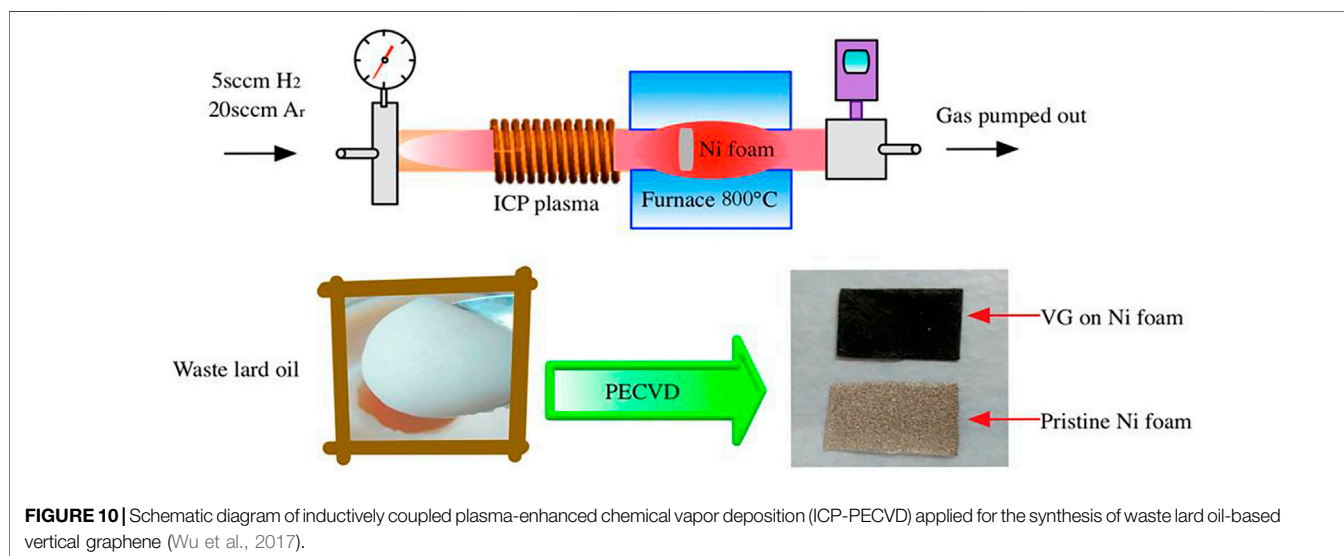 5sccm H2
20sccm Ar
Gas pumped out
Ni foam
ICP plasma
Furnace 800°C
Waste lard oil
PECVD
VG on Ni foam
Pristine Ni foam
FIGURE 10 | Schematic diagram of inductively coupled plasma-enhanced chemical vapor deposition (ICP-PECVD) applied for the synthesis of waste lard oil-based
vertical graphene (Wu et al., 2017).